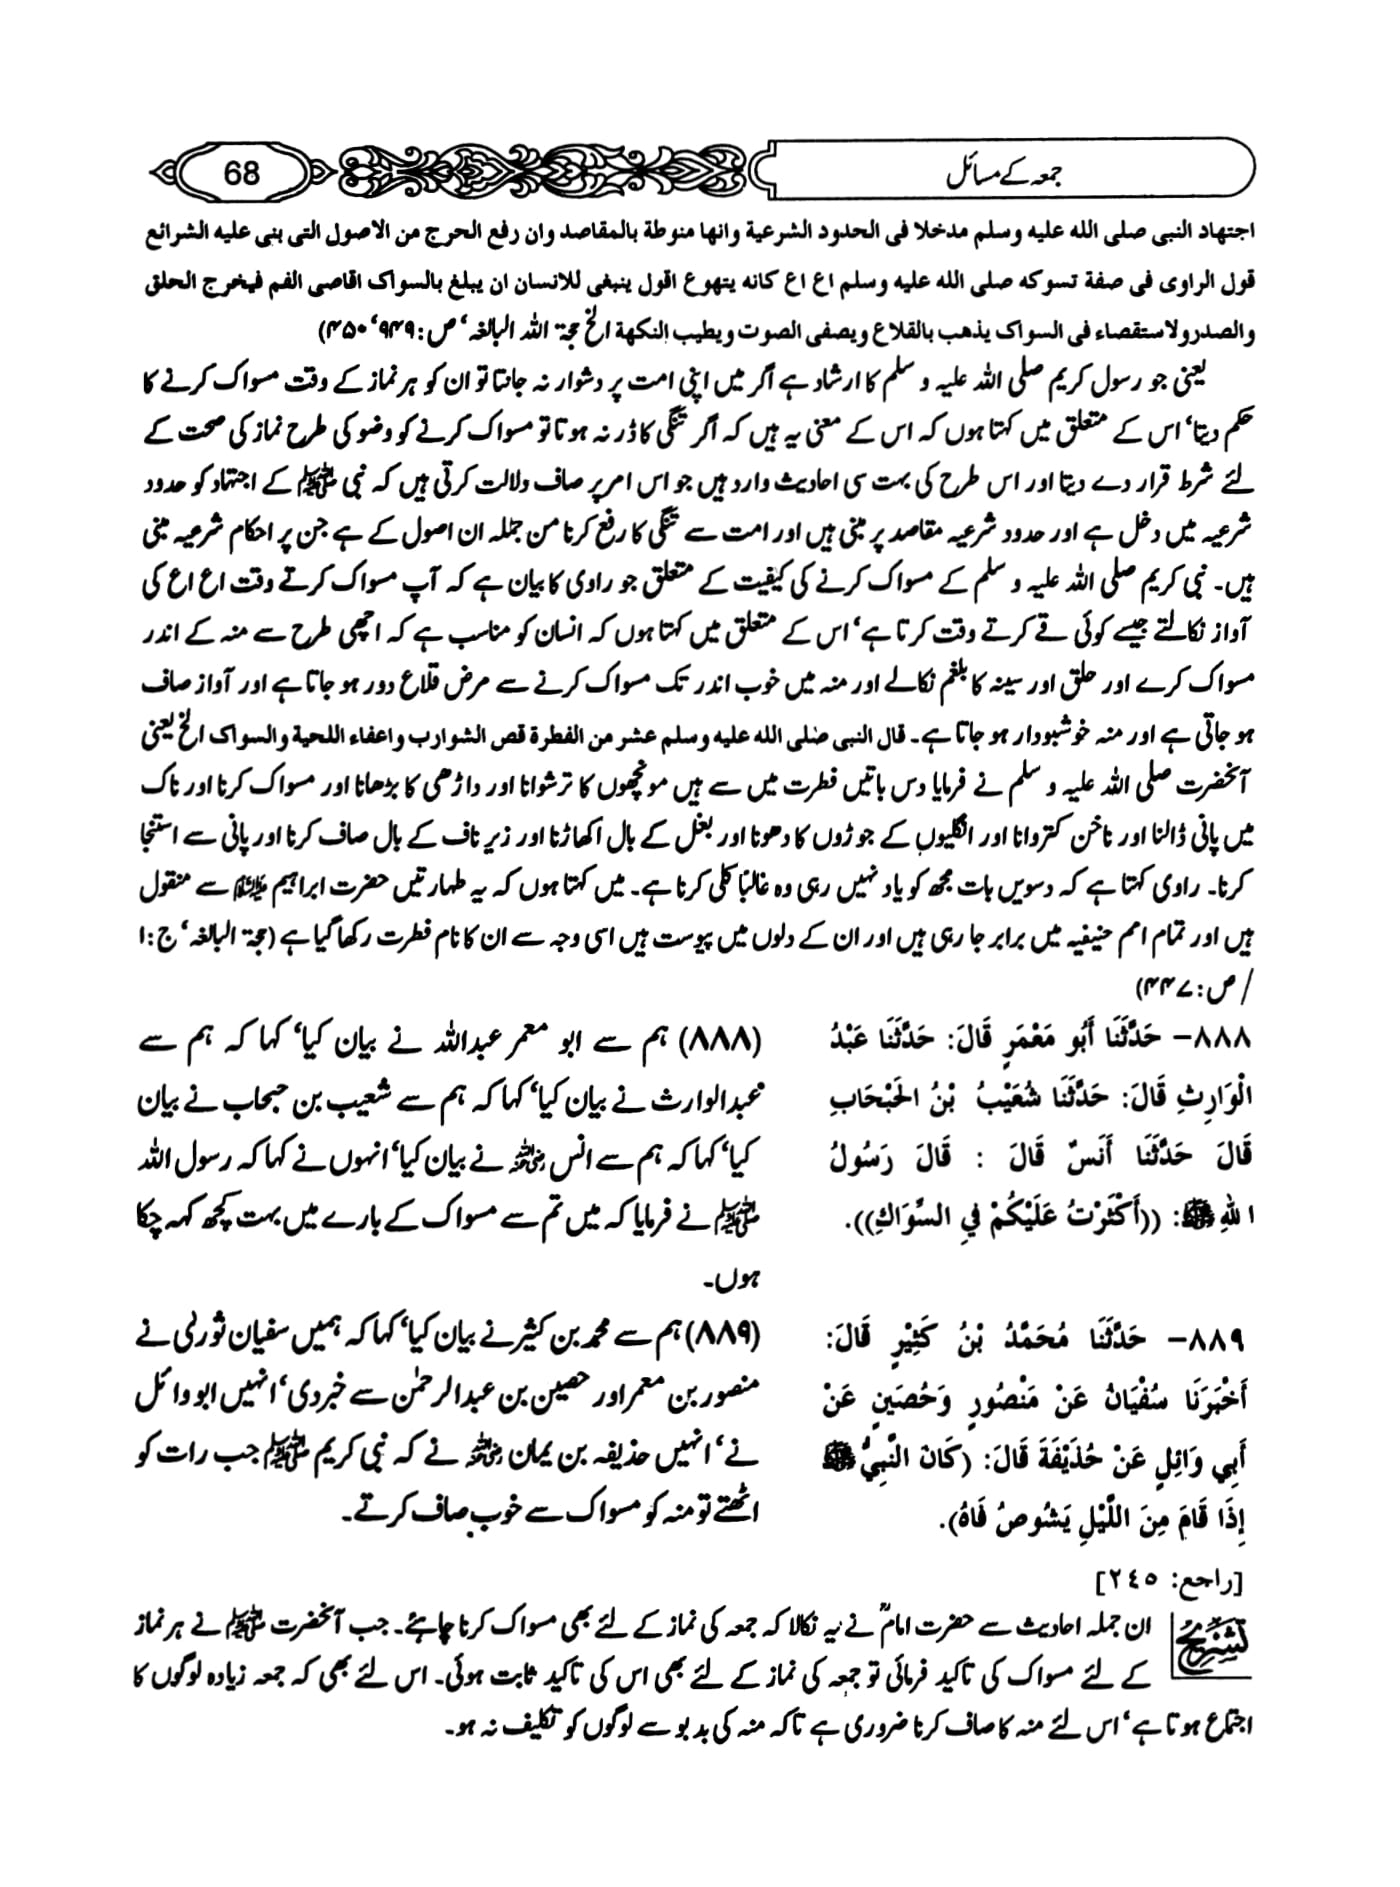 جمعہ کے مسائل
68
اجتهاد النبی صلی الله علیه وسلم مدخلا فی الحدود الشرعیة وانها منوطة بالمقاصد وان رفع الحرج من الاصول التی بنی علیه الشرائع
قول الراوی فی صفة تسوکه صلی الله علیه وسلم اع اع کانه یتهوع اقول ینبغی للانسان ان یبلغ بالسواک اقاصی الفم فیخرج الحلق
والصدرولاستقصاء فی السواک یذهب بالقلاع ویصفی الصوت ویطیب النکهة الخ حجۃ اللہ البالغہ‘ ص:۹۴۹‘ ۴۵۰)
یعنی جو رسول کریم صلی اللہ علیہ و سلم کا ارشاد ہے اگر میں اپنی امت پر دشوار نہ جانتا تو ان کو ہر نماز کے وقت مسواک کرنے کا
حکم دیتا‘ اس کے متعلق میں کہتا ہوں کہ اس کے معنی یہ ہیں کہ اگر تنگی کا ڈر نہ ہوتا تو مسواک کرنے کو وضو کی طرح نماز کی صحت کے
لئے شرط قرار دے دیتا اور اس طرح کی بہت سی احادیث وارد ہیں جو اس امر پر صاف دلالت کرتی ہیں کہ نبی ﷺ کے اجتہاد کو حدود
شرعیہ میں دخل ہے اور حدود شرعیہ مقاصد پر مبنی ہیں اور امت سے تنگی کا رفع کرنا من جملہ ان اصول کے ہے جن پر احکام شرعیہ مبنی
ہیں۔ نبی کریم صلی اللہ علیہ و سلم کے مسواک کرنے کی کیفیت کے متعلق جو راوی کا بیان ہے کہ آپ مسواک کرتے وقت اع اع کی
آواز نکالتے جیسے کوئی قے کرتے وقت کرتا ہے‘ اس کے متعلق میں کہتا ہوں کہ انسان کو مناسب ہے کہ اچھی طرح سے منہ کے اندر
مسواک کرے اور حلق اور سینہ کا بلغم نکالے اور منہ میں خوب اندر تک مسواک کرنے سے مرض قلاع دور ہو جاتا ہے اور آواز صاف
ہو جاتی ہے اور منہ خوشبودار ہو جاتا ہے۔ قال النبی صلی الله علیه وسلم عشر من الفطرة قص الشوارب واعفاء اللحیة والسواک الخ یعنی
آنحضرت صلی اللہ علیہ و سلم نے فرمایا دس باتیں فطرت میں سے ہیں مونچھوں کا ترشوانا اور داڑھی کا بڑھانا اور مسواک کرنا اور ناک
میں پانی ڈالنا اور ناخن کتروانا اور انگلیوں کے جوڑوں کا دھونا اور بغل کے بال اکھاڑنا اور زیر ناف کے بال صاف کرنا اور پانی سے استنجا
کرنا۔ راوی کہتا ہے کہ دسویں بات مجھ کو یاد نہیں رہی وہ غالباً کلی کرنا ہے۔ میں کہتا ہوں کہ یہ طہارتیں حضرت ابراہیم علیہ السلام سے منقول
ہیں اور تمام امم حنیفیہ میں برابر جا رہی ہیں اور ان کے دلوں میں پیوست ہیں اسی وجہ سے ان کا نام فطرت رکھا گیا ہے (حجۃ البالغہ‘ ج:۱
/ ص:۴۴۷)
۸۸۸- حَدَّثَنَا أَبُو مَعْمَرٍ قَالَ: حَدَّثَنَا عَبْدُ
الْوَارِثِ قَالَ: حَدَّثَنَا شُعَيْبُ بْنُ الْحَبْحَابِ
قَالَ حَدَّثَنَا أَنَسٌ قَالَ : قَالَ رَسُولُ
اللهِ ﷺ: ((أَكْثَرْتُ عَلَيْكُمْ فِي السِّوَاكِ)).
(۸۸۸) ہم سے ابو معمر عبداللہ نے بیان کیا‘ کہا کہ ہم سے
عبدالوارث نے بیان کیا‘ کہا کہ ہم سے شعیب بن حبحاب نے بیان
کیا‘ کہا کہ ہم سے انس رضی اللہ عنہ نے بیان کیا‘ انہوں نے کہا کہ رسول اللہ
ﷺ نے فرمایا کہ میں تم سے مسواک کے بارے میں بہت کچھ کہہ چکا
ہوں۔
۸۸۹- حَدَّثَنَا مُحَمَّدُ بْنُ كَثِيْرٍ قَالَ:
أَخْبَرَنَا سُفْيَانُ عَنْ مَنْصُورٍ وَحُصَينٍ عَنْ
أَبِي وَائِلٍ عَنْ حُذَيْفَةَ قَالَ: (كَانَ النَّبِيُّ ﷺ
إِذَا قَامَ مِنَ اللَّيْلِ يَشُوصُ فَاهُ).
[راجع: ٢٤٥]
(۸۸۹) ہم سے محمد بن کثیر نے بیان کیا‘ کہا کہ ہمیں سفیان ثوری نے
منصور بن معمر اور حصین بن عبدالرحمٰن سے خبر دی‘ انہیں ابو وائل
نے‘ انہیں حذیفہ بن یمان رضی اللہ عنہ نے کہ نبی کریم ﷺ جب رات کو
اٹھتے تو منہ کو مسواک سے خوب صاف کرتے۔
تشریح ان جملہ احادیث سے حضرت امامؒ نے یہ نکالا کہ جمعہ کی نماز کے لئے بھی مسواک کرنا چاہئے۔ جب آنحضرت ﷺ نے ہر نماز
کے لئے مسواک کی تاکید فرمائی تو جمعہ کی نماز کے لئے بھی اس کی تاکید ثابت ہوئی۔ اس لئے بھی کہ جمعہ زیادہ لوگوں کا
اجتماع ہوتا ہے‘ اس لئے منہ کا صاف کرنا ضروری ہے تاکہ منہ کی بدبو سے لوگوں کو تکلیف نہ ہو۔